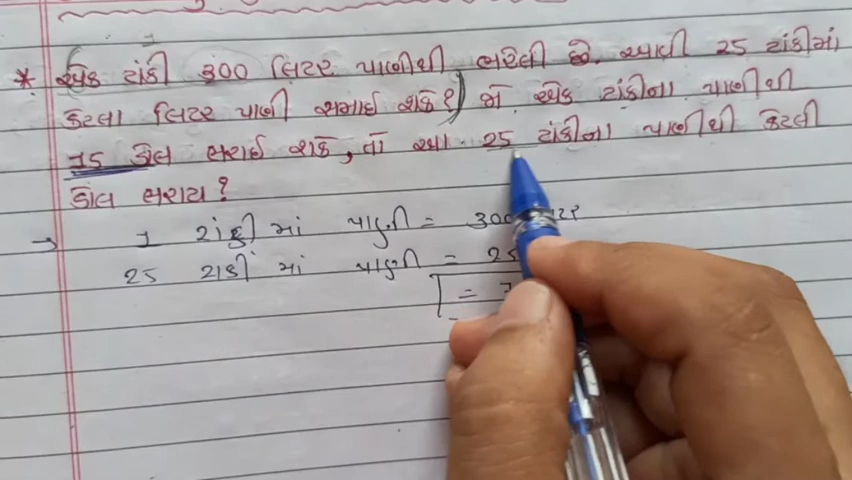 * એક ટાંકી 300 લિટર પાણીથી ભરેલી છે. આવી 25 ટાંકીમાં
કેટલા લિટર પાણી સમાઇ શકે? જો એક ટાંકીના પાણીથી
15 ડોલ ભરાઇ શકે, તો આ 25 ટાંકીના પાણીથી કેટલી
ડોલ ભરાય?
→ 1 ટાંકી માં પાણી = 300
25 ટાકી માં પાણી = 25
= 7